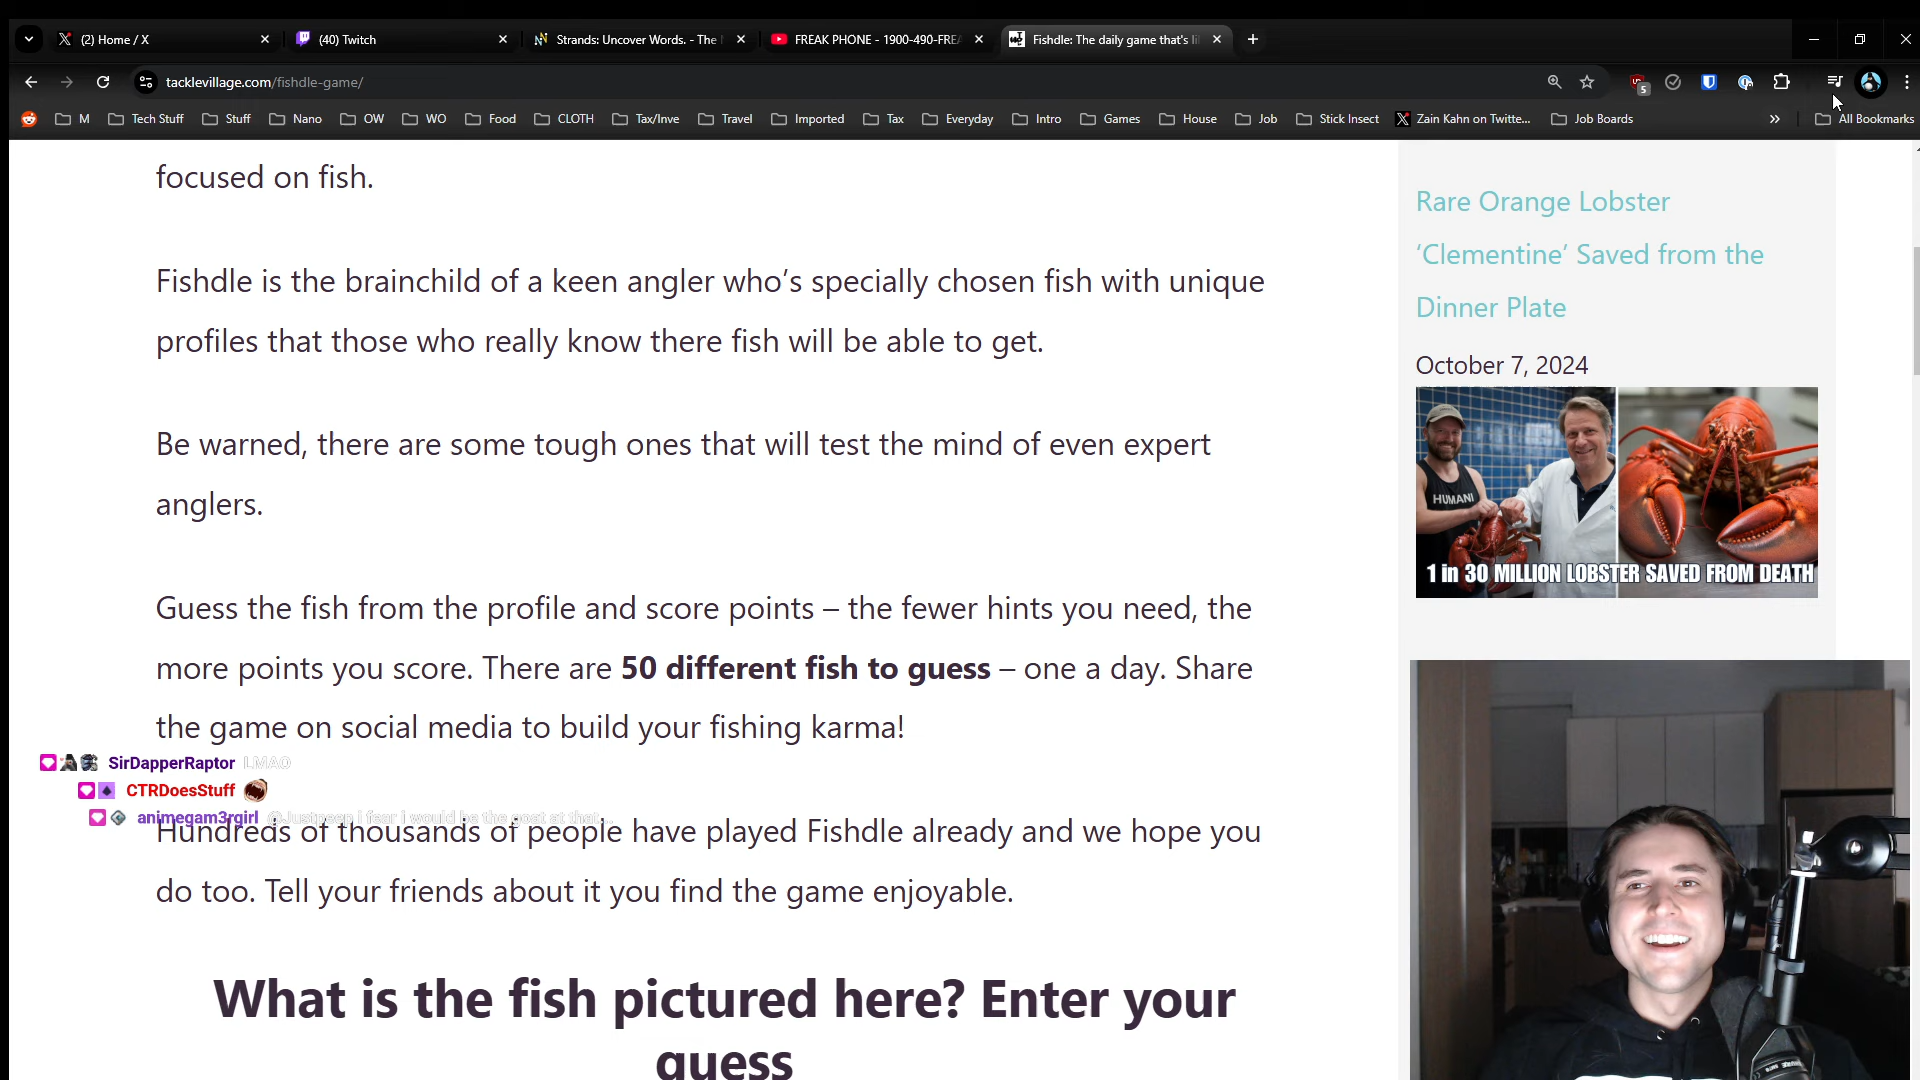 (2) Home / X
(40) Twitch
Strands: Uncover Words. - The
FREAK PHONE - 1900-490-FREA
Fishdle: The daily game that's li
tacklevillage.com/fishdle-game/
5
M
Tech Stuff
Stuff
Nano
OW
WO
Food
CLOTH
Tax/Inve
Travel
Imported
Tax
Everyday
Intro
Games
House
Job
Stick Insect
Zain Kahn on Twitte...
Job Boards
All Bookmarks
focused on fish.
Fishdle is the brainchild of a keen angler who’s specially chosen fish with unique
profiles that those who really know there fish will be able to get.
Be warned, there are some tough ones that will test the mind of even expert
anglers.
Guess the fish from the profile and score points – the fewer hints you need, the
more points you score. There are 50 different fish to guess – one a day. Share
the game on social media to build your fishing karma!
SirDapperRaptor LMAO
CTRDoesStuff
animegam3rgirl @Justpeep i fear i would be the goat at that...
Hundreds of thousands of people have played Fishdle already and we hope you
do too. Tell your friends about it you find the game enjoyable.
What is the fish pictured here? Enter your
guess
Rare Orange Lobster
‘Clementine’ Saved from the
Dinner Plate
October 7, 2024
HUMANI
1 in 30 MILLION LOBSTER SAVED FROM DEATH